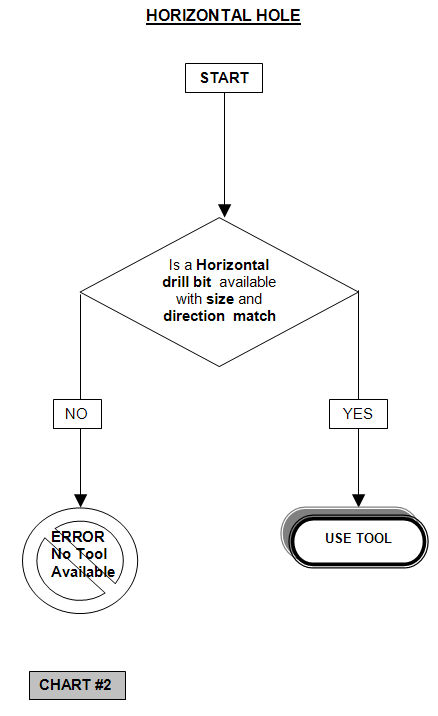 HORIZONTAL HOLE
START
Is a Horizontal
drill bit available
with size and
direction match
NO
YES
ERROR
No Tool
Available
USE TOOL
CHART #2